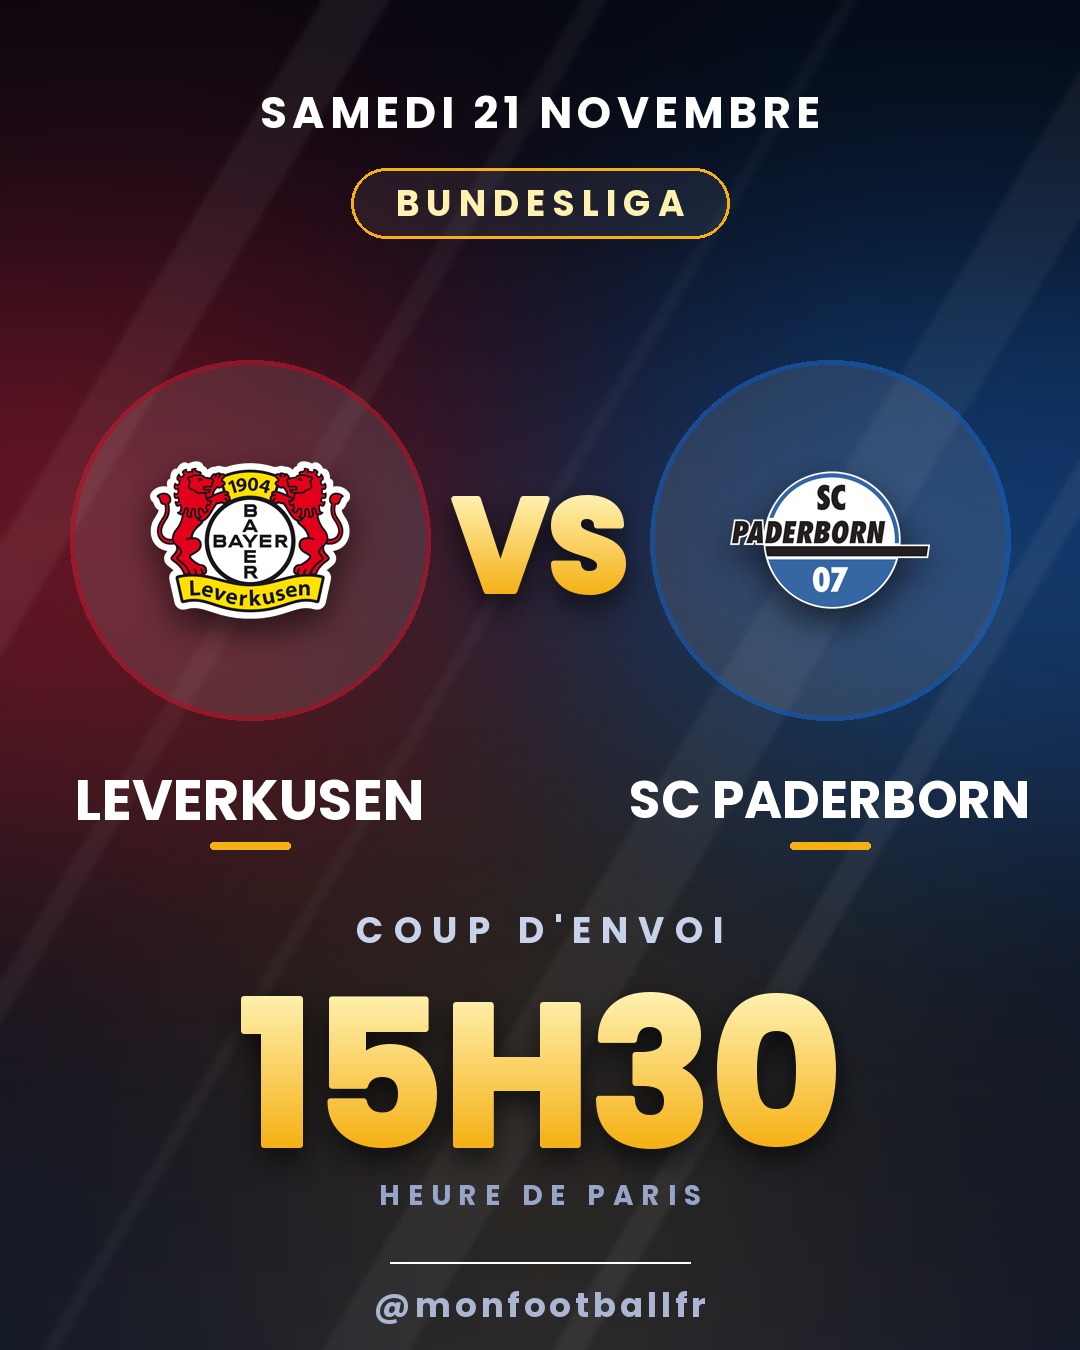 SAMEDI 21 NOVEMBRE
BUNDESLIGA
1904
BAYER
BAYER
Leverkusen
VS
SC
PADERBORN
07
LEVERKUSEN
SC PADERBORN
COUP D'ENVOI
15H30
HEURE DE PARIS
@monfootballfr